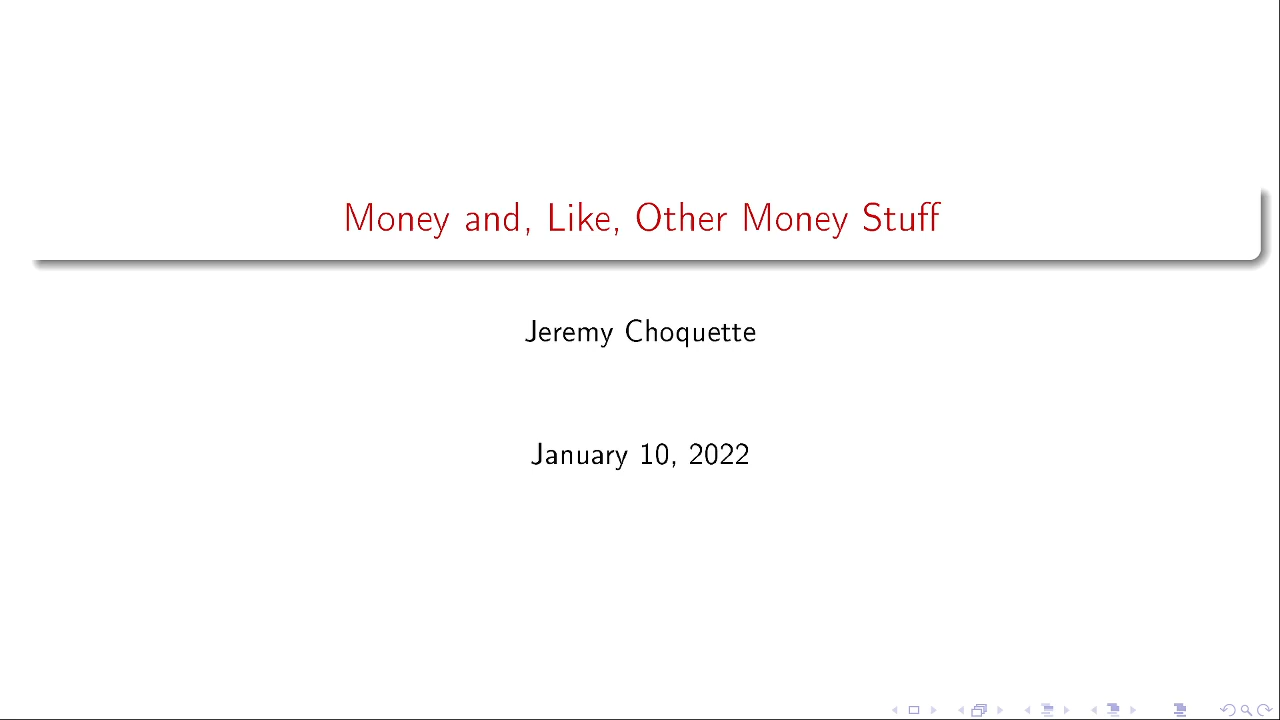 Money and, Like, Other Money Stuff
Jeremy Choquette
January 10, 2022